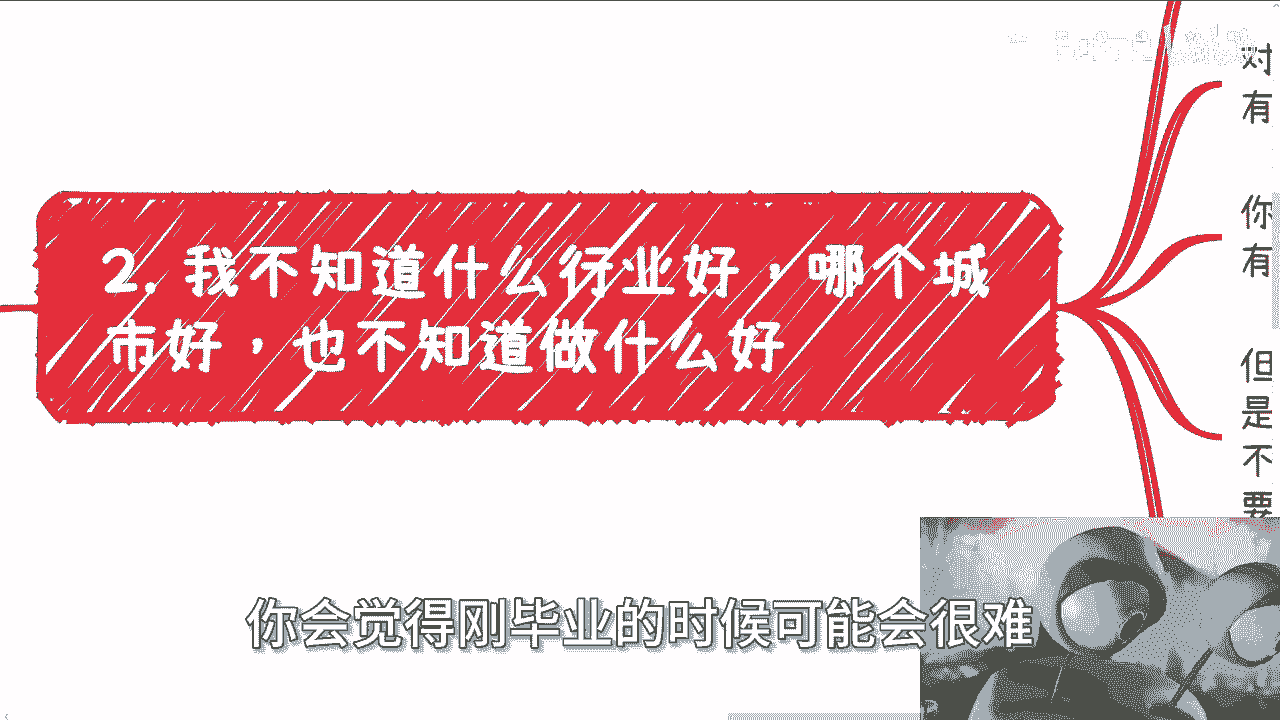 2. 我不知道什么行业好，哪个城
市好，也不知道做什么好
对
有
你
有
但
是
不
要
你会觉得刚毕业的时候可能会很难